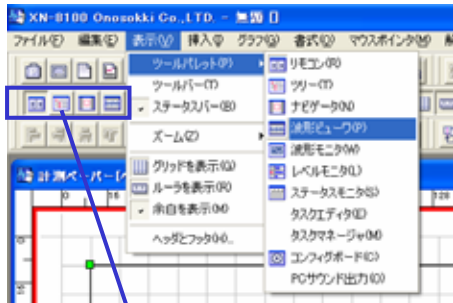 XN-8100 Onosokki Co.,LTD. - 無題
ファイル(F) 編集(E) 表示(V) 挿入(I) グラフ(G) 書式(O) マウスポインタ(M)
ツールパレット(P)
ツールバー(T)
ステータスバー(B)
ズーム(Z)
グリッドを表示(G)
ルーラを表示(R)
余白を表示(M)
ヘッダとフッタ(H)...
リモコン(R)
ツリー(T)
ナビゲータ(N)
波形ビューワ(P)
波形モニタ(W)
レベルモニタ(L)
ステータスモニタ(S)
タスクエディタ(E)
タスクマネージャ(M)
コンフィグボード(C)
PCサウンド出力(O)
計測ペーパー
0 16 128